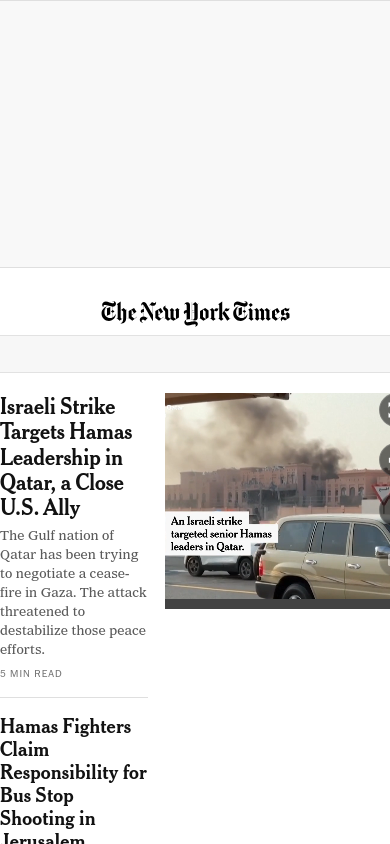 The New York Times
Israeli Strike
Targets Hamas
Leadership in
Qatar, a Close
U.S. Ally
The Gulf nation of
Qatar has been trying
to negotiate a cease-
fire in Gaza. The attack
threatened to
destabilize those peace
efforts.
5 MIN READ
An Israeli strike
targeted senior Hamas
leaders in Qatar.
Hamas Fighters
Claim
Responsibility for
Bus Stop
Shooting in
Jerusalem